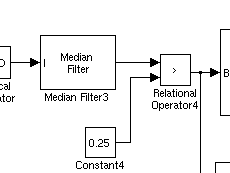 I
Median
Filter
Median Filter3
>
Relational
Operator4
0.25
Constant4
B
cal
ator